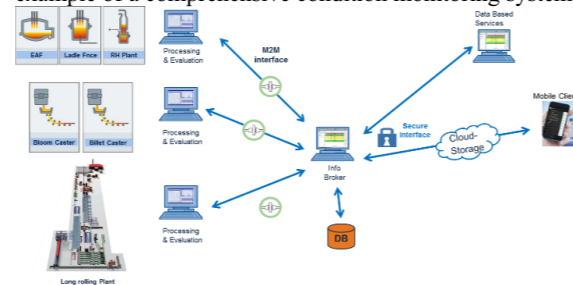 example of a comprehensive condition monitoring system
EAF
Ladle Fnce
RH Plant
Processing
& Evaluation
M2M
interface
Data Based
Services
Bloom Caster
Billet Caster
Processing
& Evaluation
Info
Broker
Secure
interface
Cloud-
Storage
Mobile Clien
DB
Processing
& Evaluation
Long rolling Plant